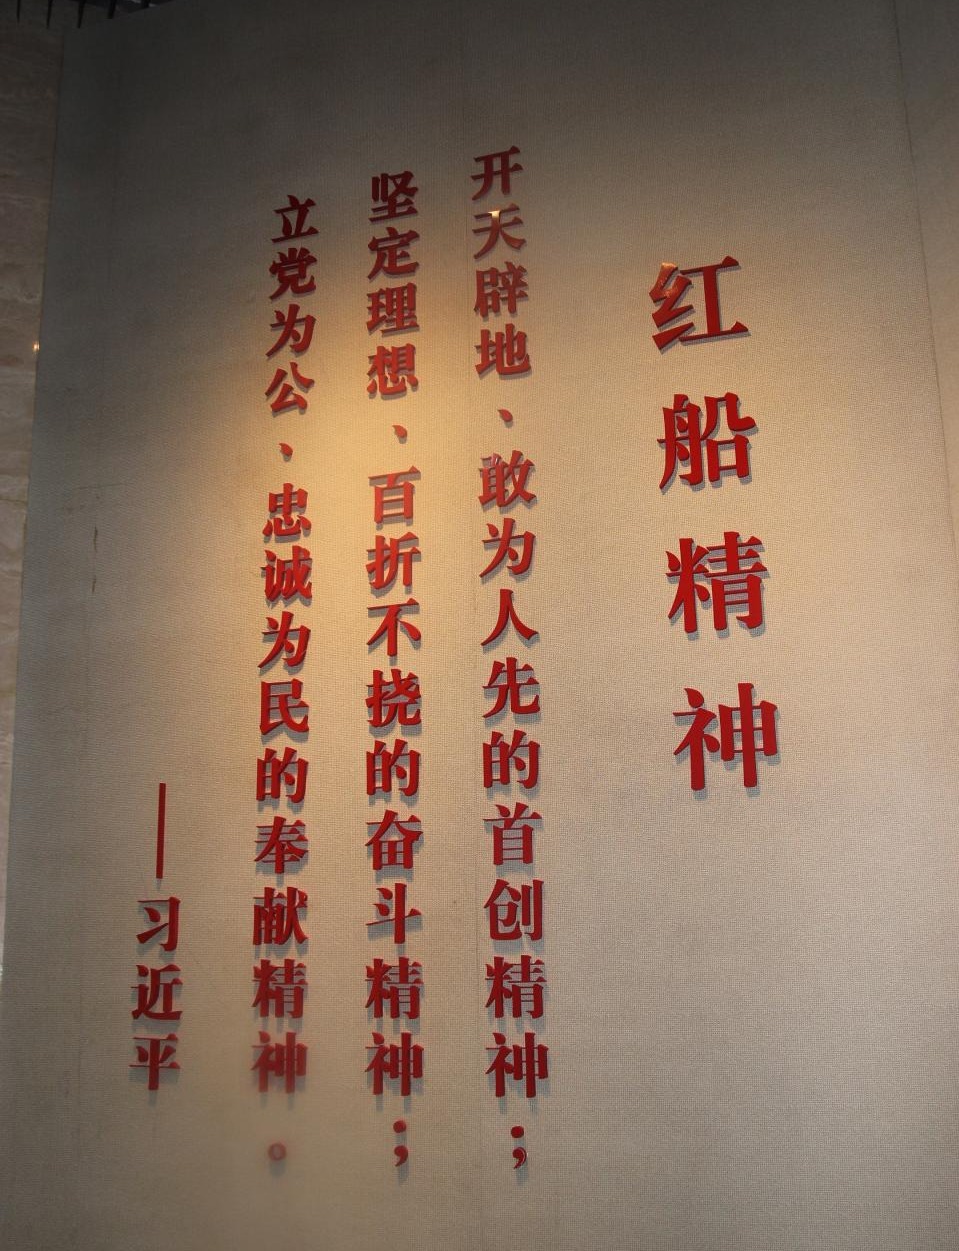 红船精神
开天辟地、敢为人先的首创精神；
坚定理想、百折不挠的奋斗精神；
立党为公、忠诚为民的奉献精神。
——习近平